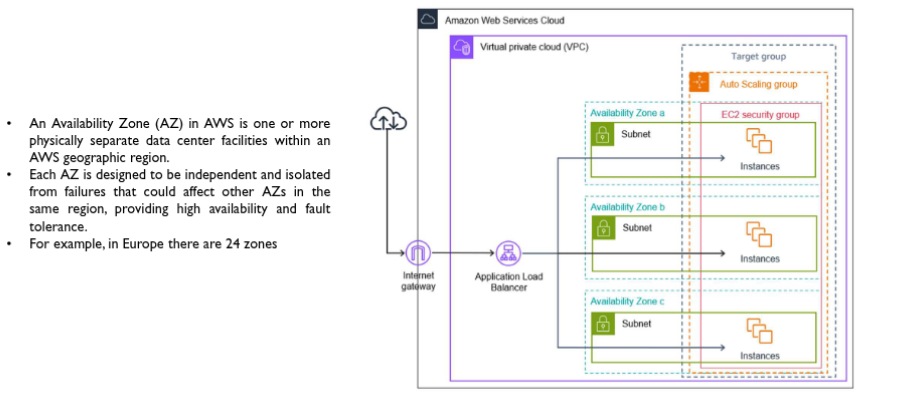 • An Availability Zone (AZ) in AWS is one or more
physically separate data center facilities within an
AWS geographic region.
• Each AZ is designed to be independent and isolated
from failures that could affect other AZs in the
same region, providing high availability and fault
tolerance.
• For example, in Europe there are 24 zones
Amazon Web Services Cloud
Virtual private cloud (VPC)
Target group
Auto Scaling group
Availability Zone a
EC2 security group
Subnet
Instances
Availability Zone b
Subnet
Instances
Internet
gateway
Application Load
Balancer
Availability Zone c
Subnet
Instances